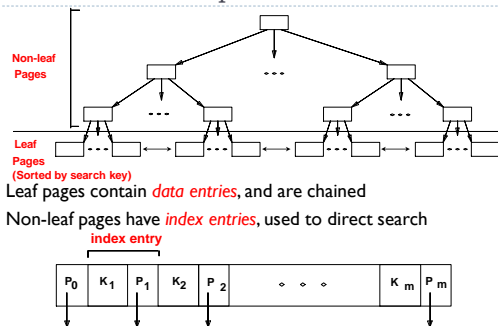 Non-leaf
Pages
Leaf
Pages
(Sorted by search key)
Leaf pages contain data entries, and are chained
Non-leaf pages have index entries, used to direct search
index entry
P0 K1 P1 K2 P2 Km Pm